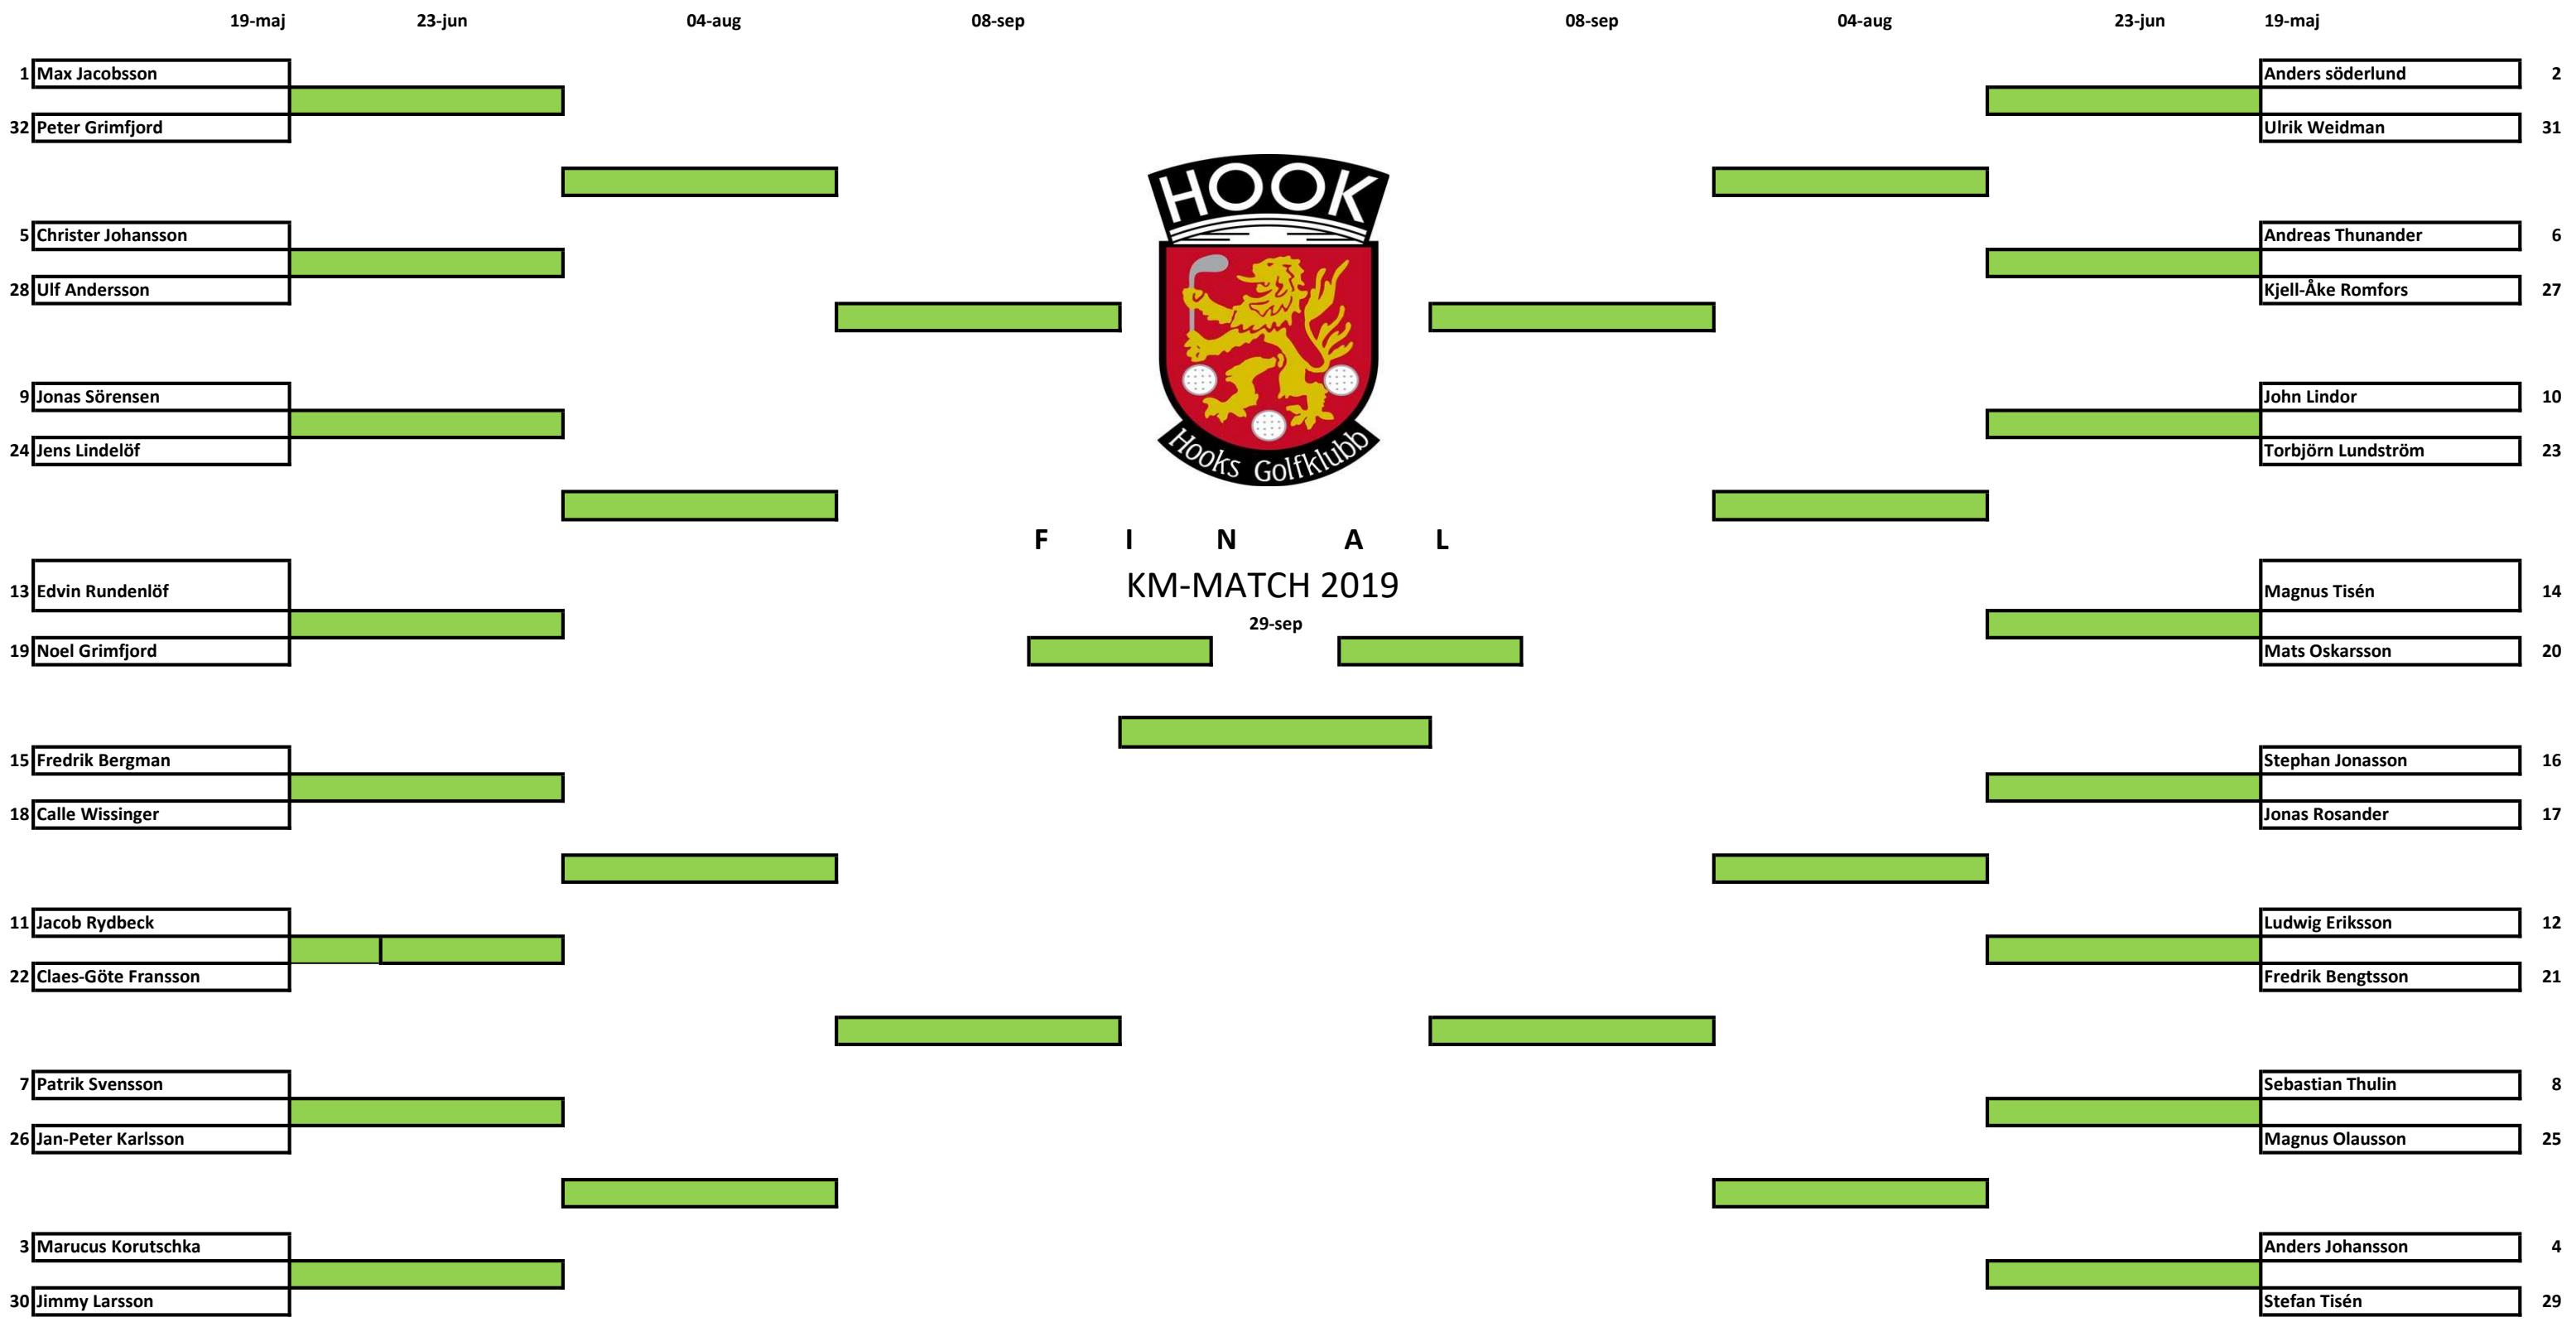 19-maj 23-jun 04-aug 08-sep 08-sep 04-aug 23-jun 19-maj
1 Max Jacobsson Anders söderlund 2
32 Peter Grimfjord Ulrik Weidman 31
HOOK
5 Christer Johansson Andreas Thunander 6
28 Ulf Andersson Kjell-Åke Romfors 27
9 Jonas Sörensen John Lindor 10
24 Jens Lindelöf Torbjörn Lundström 23
Hooks Golfklubb
F I N A L
KM-MATCH 2019
13 Edvin Rundenlöf Magnus Tisén 14
29-sep
19 Noel Grimfjord Mats Oskarsson 20
15 Fredrik Bergman Stephan Jonasson 16
18 Calle Wissinger Jonas Rosander 17
11 Jacob Rydbeck Ludwig Eriksson 12
22 Claes-Göte Fransson Fredrik Bengtsson 21
7 Patrik Svensson Sebastian Thulin 8
26 Jan-Peter Karlsson Magnus Olausson 25
3 Marucus Korutschka Anders Johansson 4
30 Jimmy Larsson Stefan Tisén 29